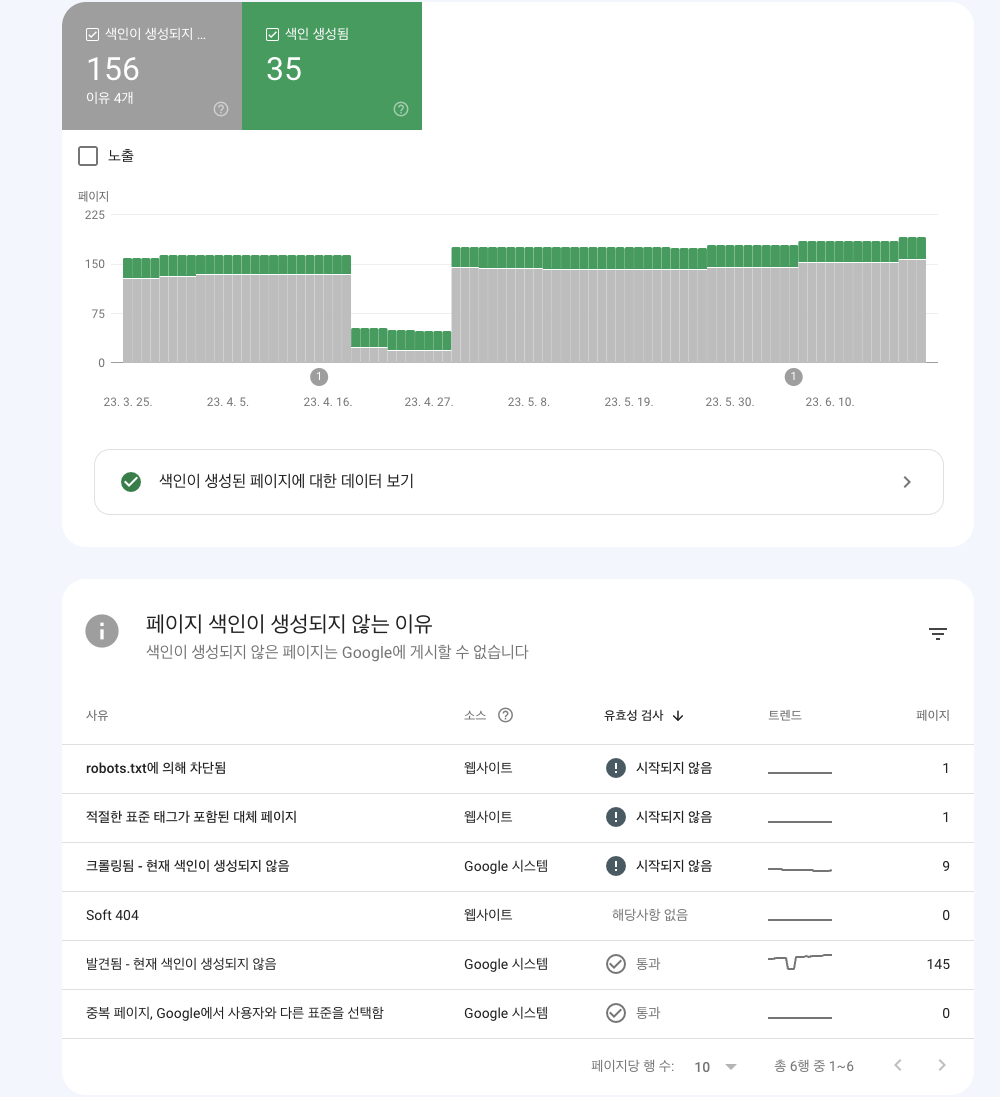 색인이 생성되지 ...
색인 생성됨
156
35
이유 4개
노출
페이지
225
150
75
0
1
1
23. 3. 25.
23. 4. 5.
23. 4. 16.
23. 4. 27.
23. 5. 8.
23. 5. 19.
23. 5. 30.
23. 6. 10.
색인이 생성된 페이지에 대한 데이터 보기
페이지 색인이 생성되지 않는 이유
색인이 생성되지 않은 페이지는 Google에 게시할 수 없습니다
사유 소스 유효성 검사 트렌드 페이지
robots.txt에 의해 차단됨 웹사이트 시작되지 않음 1
적절한 표준 태그가 포함된 대체 페이지 웹사이트 시작되지 않음 1
크롤링됨 - 현재 색인이 생성되지 않음 Google 시스템 시작되지 않음 9
Soft 404 웹사이트 해당사항 없음 0
발견됨 - 현재 색인이 생성되지 않음 Google 시스템 통과 145
중복 페이지, Google에서 사용자와 다른 표준을 선택함 Google 시스템 통과 0
페이지당 행 수: 10 총 6행 중 1~6